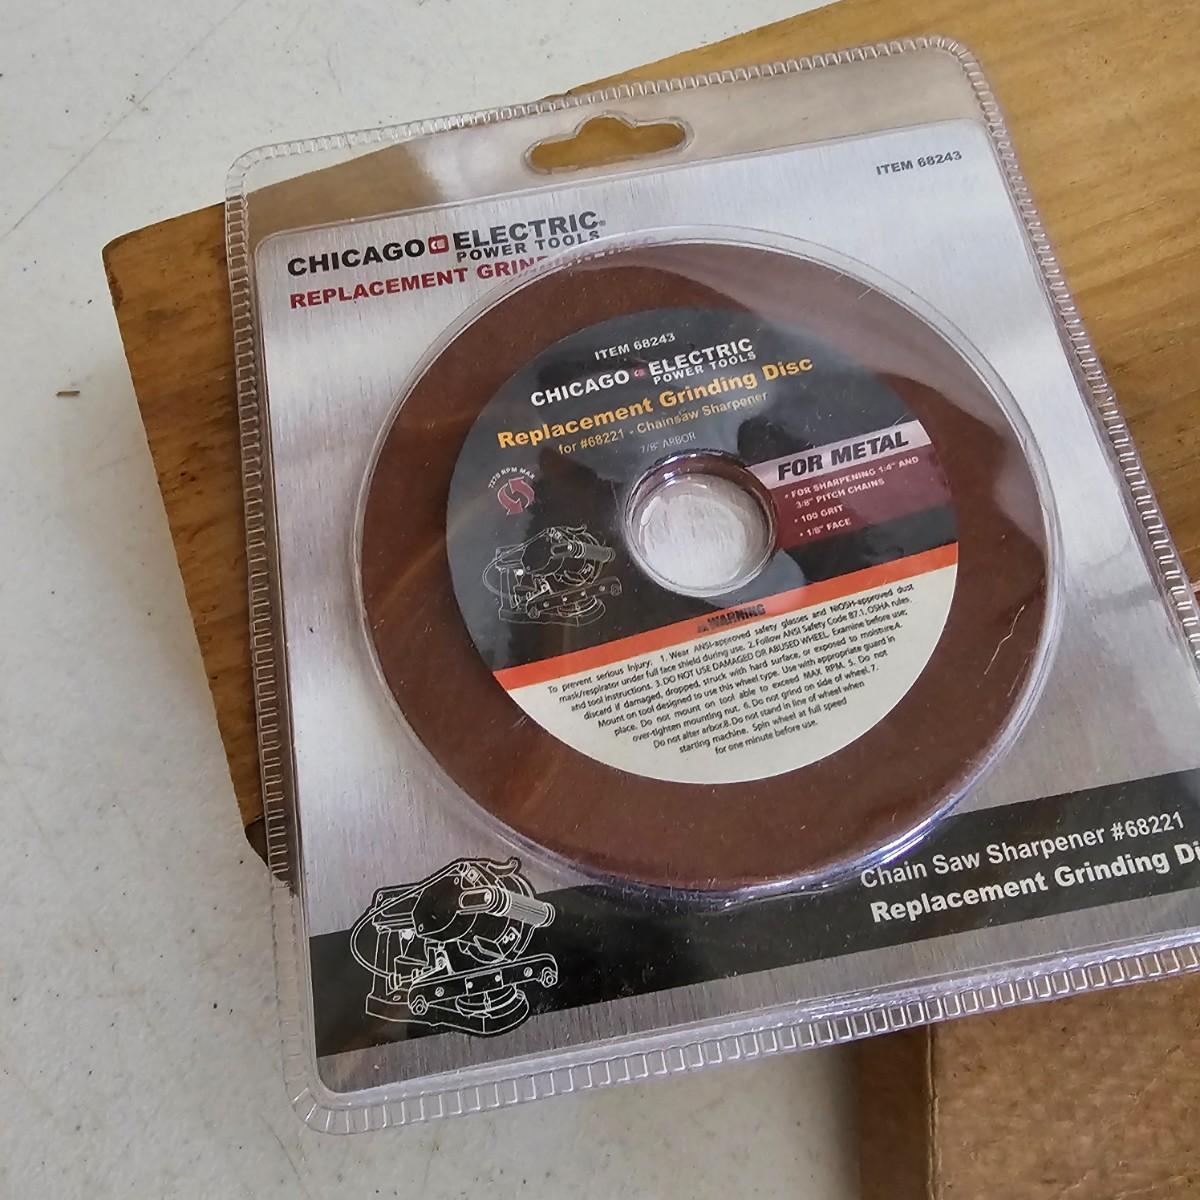 ITEM 68243
CHICAGO ELECTRIC®
POWER TOOLS
REPLACEMENT
ITEM 68243
CHICAGO ELECTRIC
POWER TOOLS
Replacement Grinding Disc
for #68221 - Chainsaw Sharpener
7/8" ARBOR
RPM MAX
FOR METAL
• FOR SHARPENING 1/4" AND
3/8" PITCH CHAINS
• 100 GRIT
• 1/8" FACE
⚠WARNING
To prevent serious injury: 1. Wear ANSI-approved safety glasses and NIOSH-approved dust
mask/respirator under full face shield during use. 2.Follow ANSI Safety Code B7.1, OSHA rules,
and tool instructions. 3. DO NOT USE DAMAGED OR ABUSED WHEEL. Examine before use;
discard if damaged, dropped, struck with hard surface, or exposed to moisture.4.
Mount on tool designed to use this wheel type. Use with appropriate guard in
place. Do not mount on tool able to exceed MAX RPM. 5. Do not
over-tighten mounting nut. 6. Do not grind on side of wheel. 7.
Do not alter arbor.8. Do not stand in line of wheel when
starting machine. Spin wheel at full speed
for one minute before use.
Chain Saw Sharpener #68221
Replacement Grinding Di